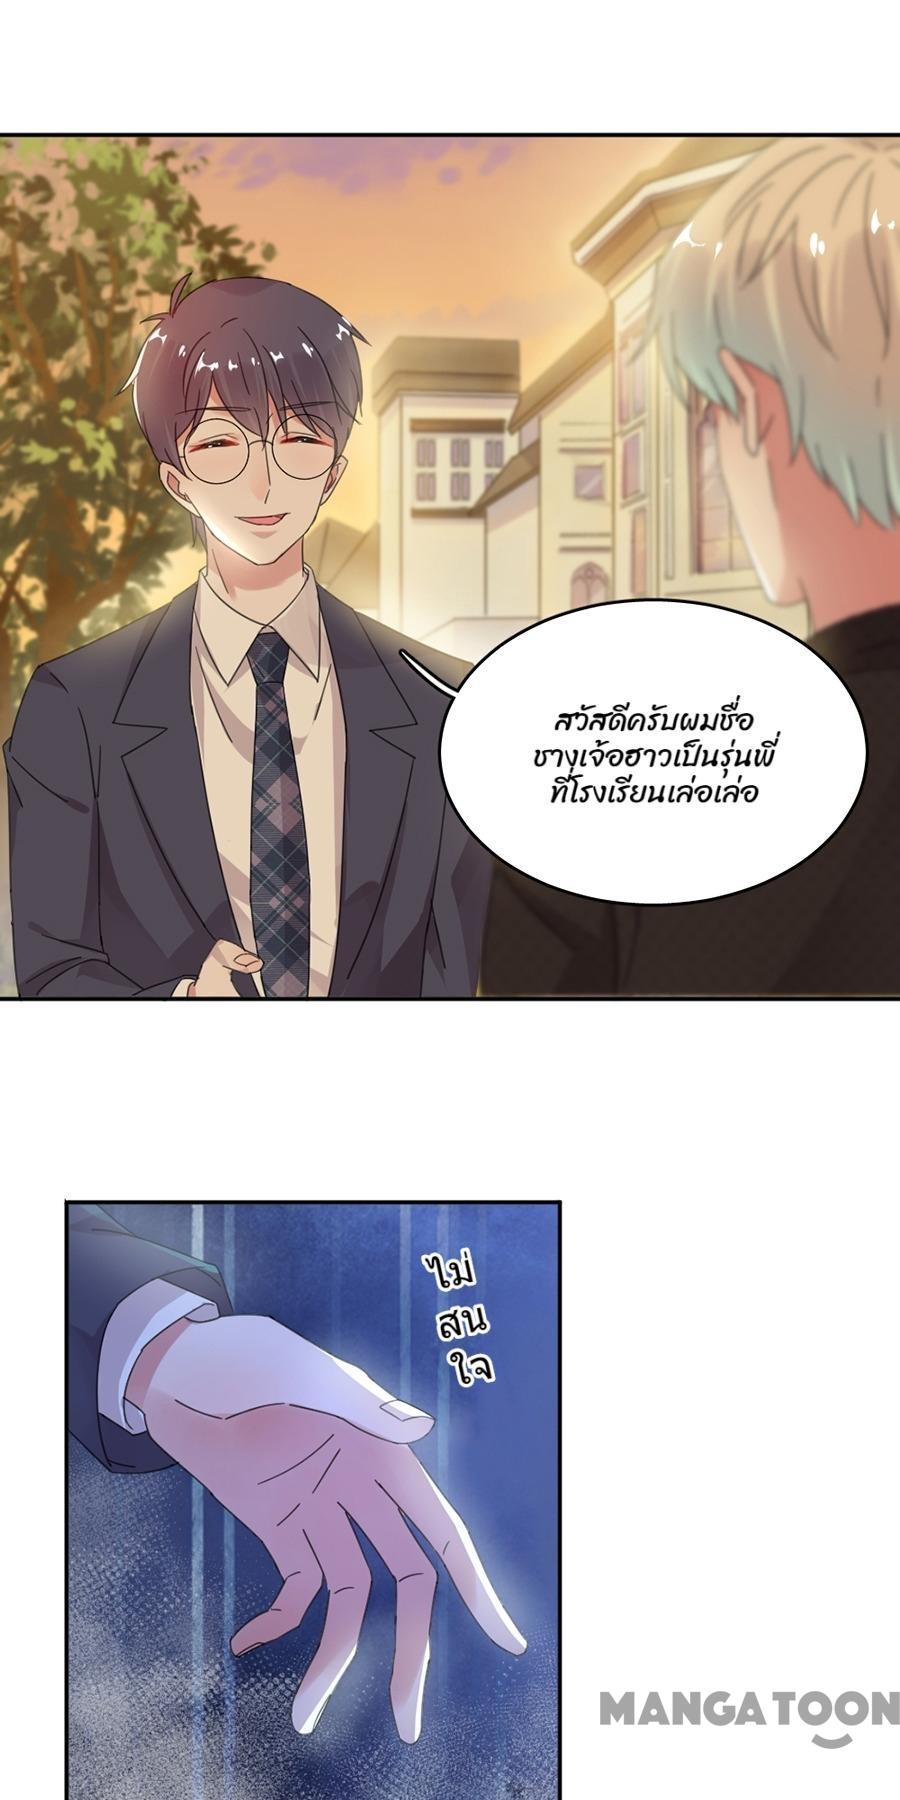 สวัสดีครับผมชื่อ
ชางเจ้อฮาวเป็นรุ่นพี่
ที่โรงเรียนเล่อเล่อ
ไม่
สน
ใจ
MANGATOON